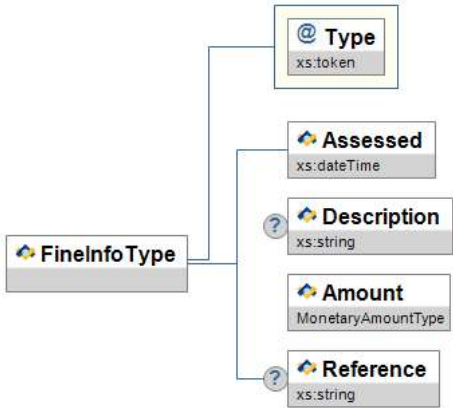 @ Type
xs:token
Assessed
xs:dateTime
? Description
xs:string
FineInfoType
Amount
MonetaryAmountType
? Reference
xs:string